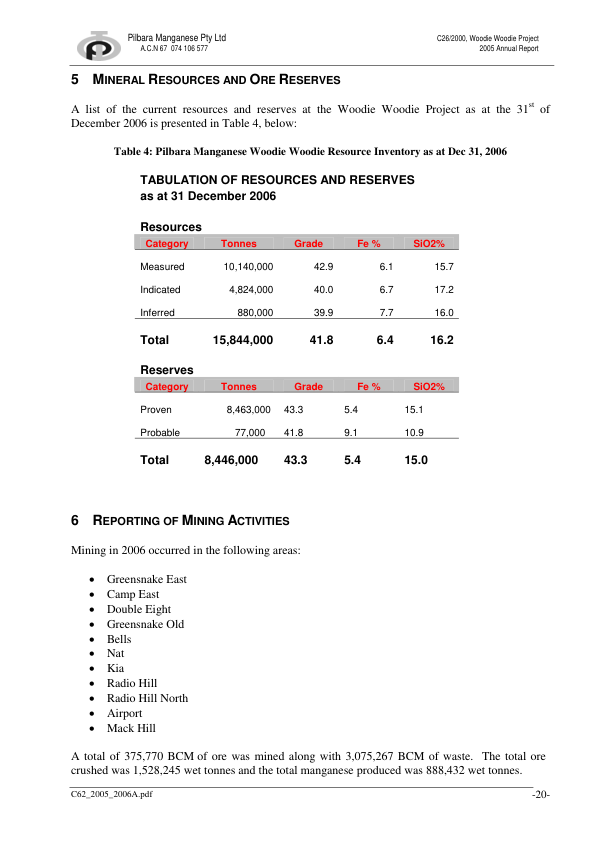 Pilbara Manganese Pty Ltd
A.C.N 67 074 106 577
C26/2000, Woodie Woodie Project
2005 Annual Report
5 MINERAL RESOURCES AND ORE RESERVES
A list of the current resources and reserves at the Woodie Woodie Project as at the 31st of
December 2006 is presented in Table 4, below:
Table 4: Pilbara Manganese Woodie Woodie Resource Inventory as at Dec 31, 2006
TABULATION OF RESOURCES AND RESERVES
as at 31 December 2006
Resources
Category Tonnes Grade Fe % SiO2%
Measured 10,140,000 42.9 6.1 15.7
Indicated 4,824,000 40.0 6.7 17.2
Inferred 880,000 39.9 7.7 16.0
Total 15,844,000 41.8 6.4 16.2
Reserves
Category Tonnes Grade Fe % SiO2%
Proven 8,463,000 43.3 5.4 15.1
Probable 77,000 41.8 9.1 10.9
Total 8,446,000 43.3 5.4 15.0
6 REPORTING OF MINING ACTIVITIES
Mining in 2006 occurred in the following areas:
• Greensnake East
• Camp East
• Double Eight
• Greensnake Old
• Bells
• Nat
• Kia
• Radio Hill
• Radio Hill North
• Airport
• Mack Hill
A total of 375,770 BCM of ore was mined along with 3,075,267 BCM of waste. The total ore
crushed was 1,528,245 wet tonnes and the total manganese produced was 888,432 wet tonnes.
C62_2005_2006A.pdf
-20-